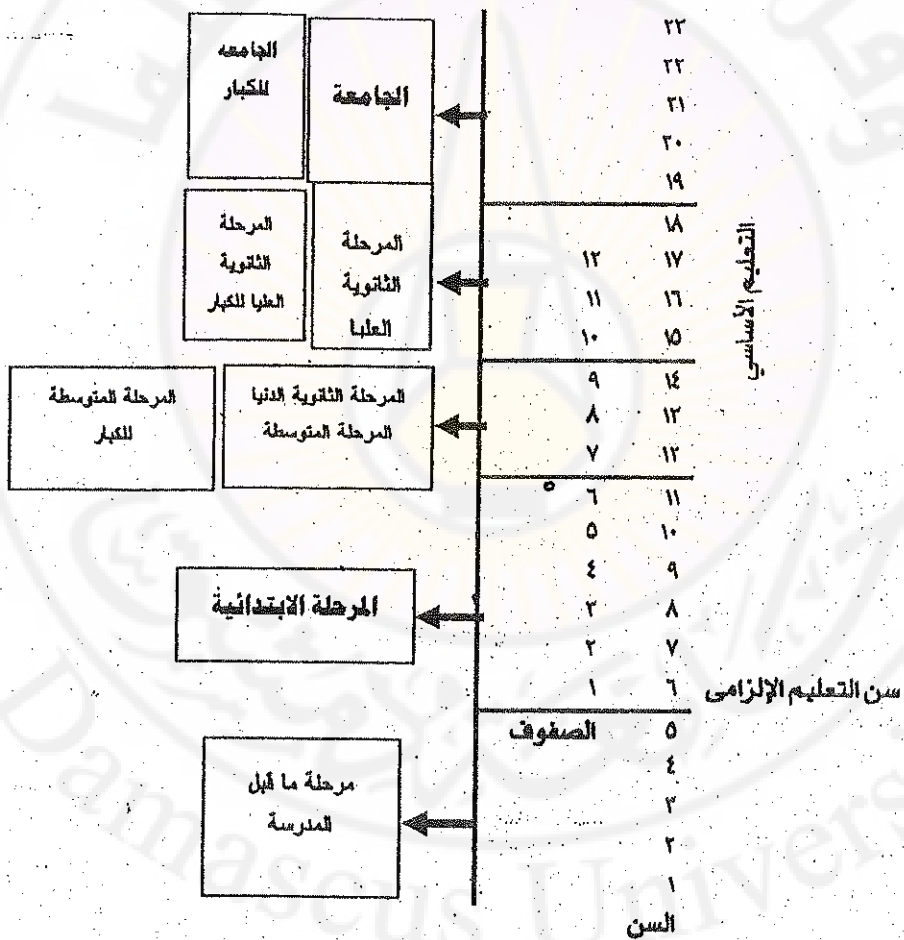 ٢٣
٢٢
٢١
٢٠
١٩
الجامعة
الجامعه
للكبار
التعليم الأساسي
١٨
١٧ ١٢
١٦ ١١
١٥ ١٠
المرحلة
الثانوية
العليا
المرحلة
الثانوية
العليا للكبار
١٤ ٩
١٣ ٨
١٢ ٧
المرحلة الثانوية الدنيا
المرحلة المتوسطة
المرحلة المتوسطة
للكبار
١١ ٦
١٠ ٥
٩ ٤
٨ ٣
٧ ٢
سن التعليم الإلزامى ٦ ١
المرحلة الابتدائية
٥ الصفوف
٤
٣
٢
١
السن
مرحلة ما قبل
المدرسة
Damascus Univers